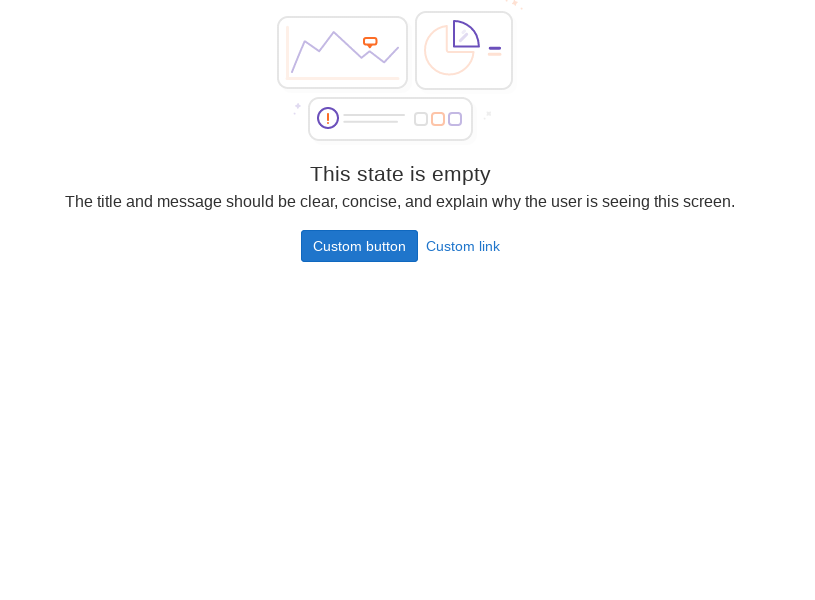 This state is empty
The title and message should be clear, concise, and explain why the user is seeing this screen.
Custom button Custom link